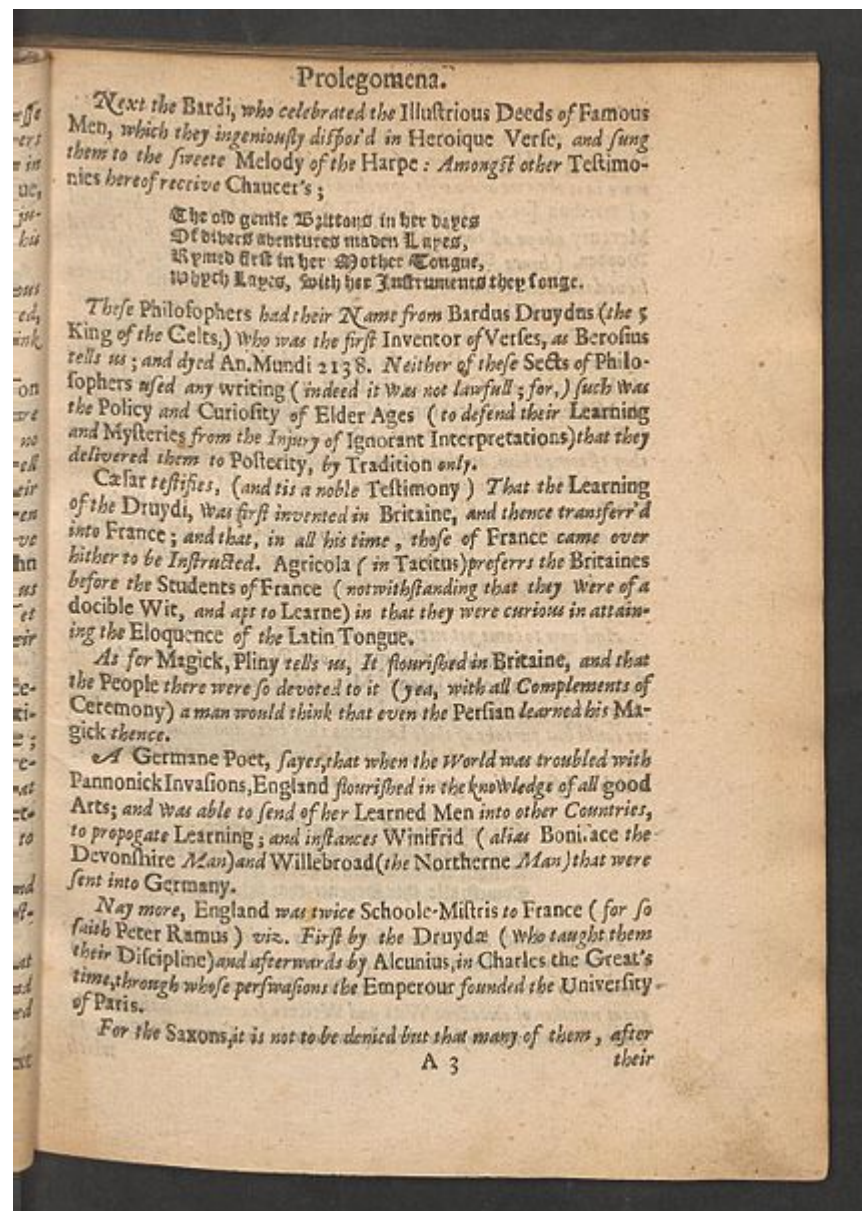 Prolegomena.
Next the Bardi, who celebrated the Illuſtrious Deeds of Famous
Men, which they ingeniouſly diſpos'd in Heroique Verſe, and ſung
them to the ſweete Melody of the Harpe : Amongſt other Teſtimo-
nies hereof receive Chaucer's ;
The old gentle Brittons in her dayes
Of divers aventures maden Layes,
Rymed firſt in her Mother Tongue,
Whych Layes, with her Inſtruments they ſonge.
Theſe Philoſophers had their Name from Bardus Druydus (the 5
King of the Celts,) who was the firſt Inventor of Verſes, as Beroſius
tells us ; and dyed An.Mundi 2138. Neither of theſe Sects of Philo-
ſophers uſed any writing ( indeed it was not lawfull ; for,) ſuch was
the Policy and Curioſity of Elder Ages ( to defend their Learning
and Myſteries from the Injury of Ignorant Interpretations)that they
delivered them to Poſterity, by Tradition only.
Cæſar teſtifies, (and tis a noble Teſtimony ) That the Learning
of the Druydi, was firſt invented in Britaine, and thence transferr'd
into France ; and that, in all his time , thoſe of France came over
hither to be Inſtructed. Agricola ( in Tacitus)preferrs the Britaines
before the Students of France ( notwithſtanding that they were of a
docible Wit, and apt to Learne) in that they were curious in attain-
ing the Eloquence of the Latin Tongue.
As for Magick, Pliny tells us, It flouriſhed in Britaine, and that
the People there were ſo devoted to it ( yea, with all Complements of
Ceremony) a man would think that even the Perſian learned his Ma-
gick thence.
A Germane Poet, ſayes,that when the World was troubled with
Pannonick Invaſions,England flouriſhed in the knowledge of all good
Arts; and was able to ſend of her Learned Men into other Countries,
to propogate Learning ; and inſtances Winifrid ( alias Boniface the
Devonſhire Man)and Willebroad(the Northerne Man)that were
ſent into Germany.
Nay more, England was twice Schoole-Miſtris to France ( for ſo
ſaith Peter Ramus ) viz. Firſt by the Druydæ ( who taught them
their Diſcipline)and afterwards by Alcunius,in Charles the Great's
time,through whoſe perſwaſions the Emperour founded the Univerſity
of Paris.
For the Saxons,it is not to be denied but that many of them , after
A 3 their